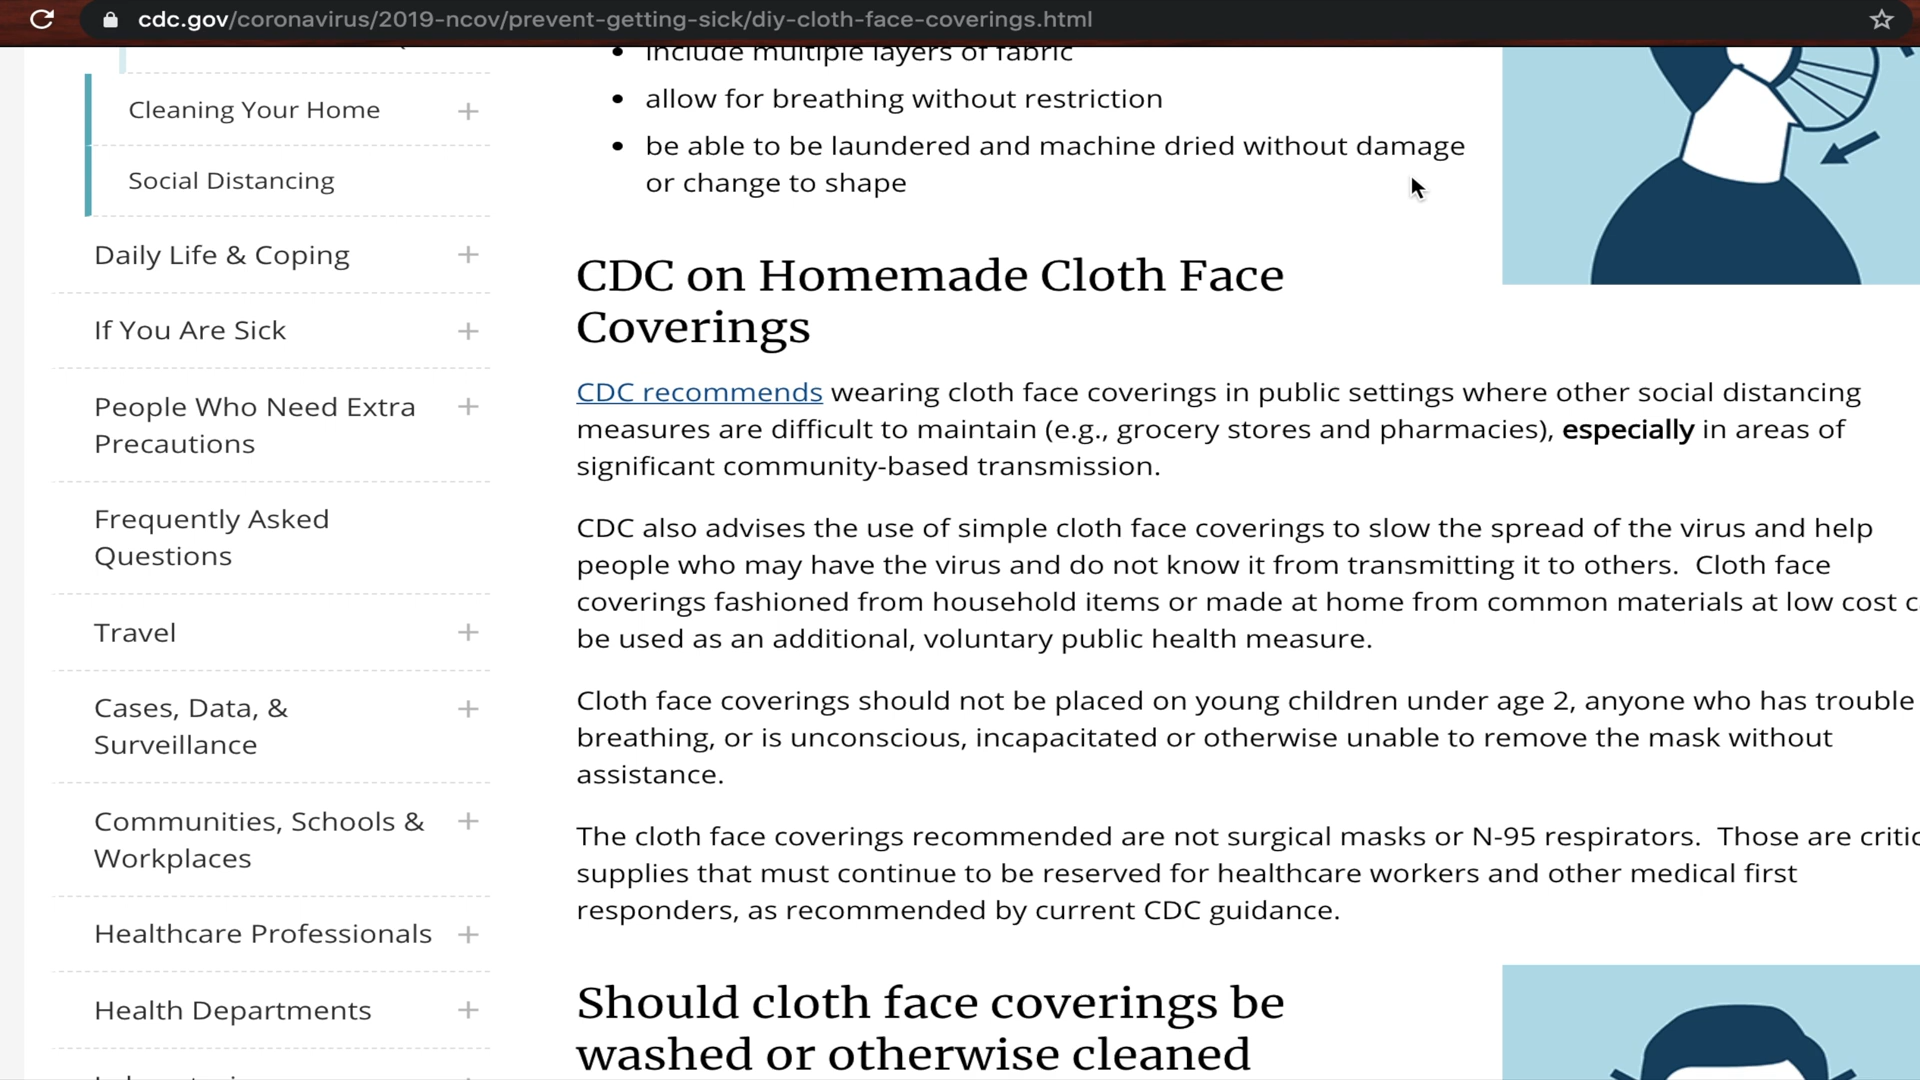 cdc.gov/coronavirus/2019-ncov/prevent-getting-sick/diy-cloth-face-coverings.html
Cleaning Your Home
Social Distancing
Daily Life & Coping
If You Are Sick
People Who Need Extra
Precautions
Frequently Asked
Questions
Travel
Cases, Data, &
Surveillance
Communities, Schools &
Workplaces
Healthcare Professionals
Health Departments
include multiple layers of fabric
allow for breathing without restriction
be able to be laundered and machine dried without damage
or change to shape
CDC on Homemade Cloth Face
Coverings
CDC recommends wearing cloth face coverings in public settings where other social distancing
measures are difficult to maintain (e.g., grocery stores and pharmacies), especially in areas of
significant community-based transmission.
CDC also advises the use of simple cloth face coverings to slow the spread of the virus and help
people who may have the virus and do not know it from transmitting it to others. Cloth face
coverings fashioned from household items or made at home from common materials at low cost c
be used as an additional, voluntary public health measure.
Cloth face coverings should not be placed on young children under age 2, anyone who has trouble
breathing, or is unconscious, incapacitated or otherwise unable to remove the mask without
assistance.
The cloth face coverings recommended are not surgical masks or N-95 respirators. Those are critic
supplies that must continue to be reserved for healthcare workers and other medical first
responders, as recommended by current CDC guidance.
Should cloth face coverings be
washed or otherwise cleaned